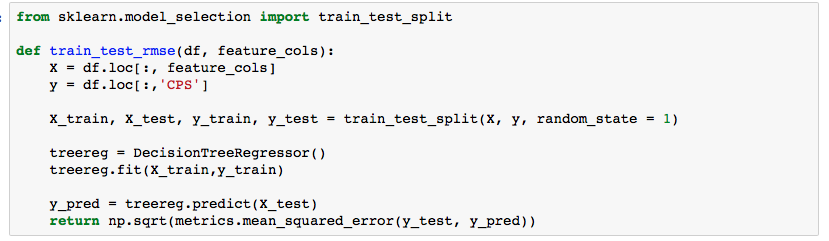 from sklearn.model_selection import train_test_split
def train_test_rmse(df, feature_cols):
    X = df.loc[:, feature_cols]
    y = df.loc[:,'CPS']
    X_train, X_test, y_train, y_test = train_test_split(X, y, random_state = 1)
    treereg = DecisionTreeRegressor()
    treereg.fit(X_train,y_train)
    y_pred = treereg.predict(X_test)
    return np.sqrt(metrics.mean_squared_error(y_test, y_pred))